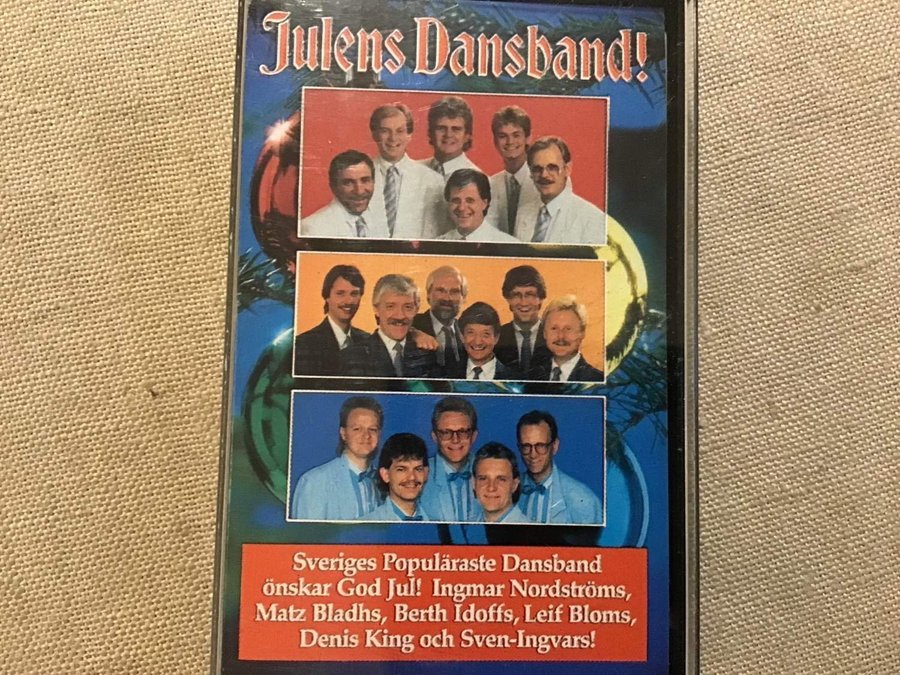 Julens Dansband!
Sveriges Populäraste Dansband
önskar God Jul! Ingmar Nordströms,
Matz Bladhs, Berth Idoffs, Leif Bloms,
Denis King och Sven-Ingvars!